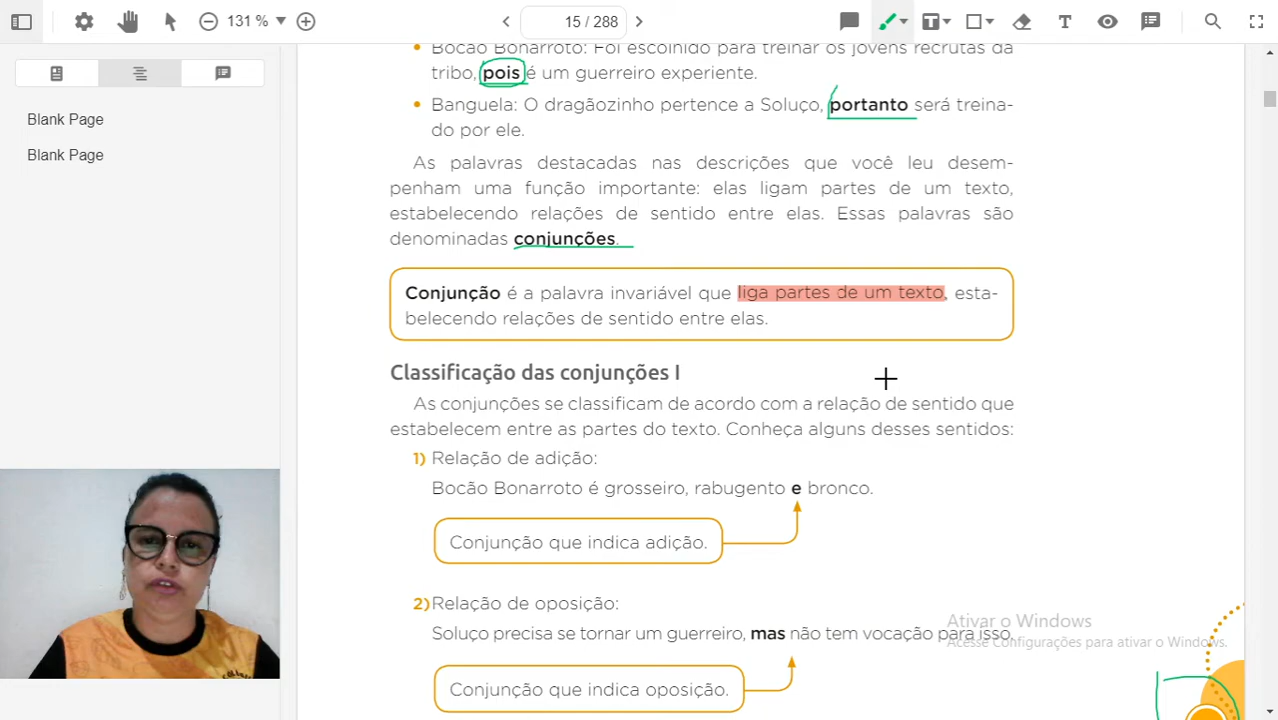 131 %
15 / 288
Blank Page
Blank Page
• Bocão Bonarroto: Foi escolhido para treinar os jovens recrutas da
tribo, pois é um guerreiro experiente.
• Banguela: O dragãozinho pertence a Soluço, portanto será treina-
do por ele.
As palavras destacadas nas descrições que você leu desem-
penham uma função importante: elas ligam partes de um texto,
estabelecendo relações de sentido entre elas. Essas palavras são
denominadas conjunções.
Conjunção é a palavra invariável que liga partes de um texto, esta-
belecendo relações de sentido entre elas.
Classificação das conjunções I
As conjunções se classificam de acordo com a relação de sentido que
estabelecem entre as partes do texto. Conheça alguns desses sentidos:
1) Relação de adição:
Bocão Bonarroto é grosseiro, rabugento e bronco.
Conjunção que indica adição.
2) Relação de oposição:
Soluço precisa se tornar um guerreiro, mas não tem vocação para isso.
Conjunção que indica oposição.
Ativar o Windows
Acesse Configurações para ativar o Windows.